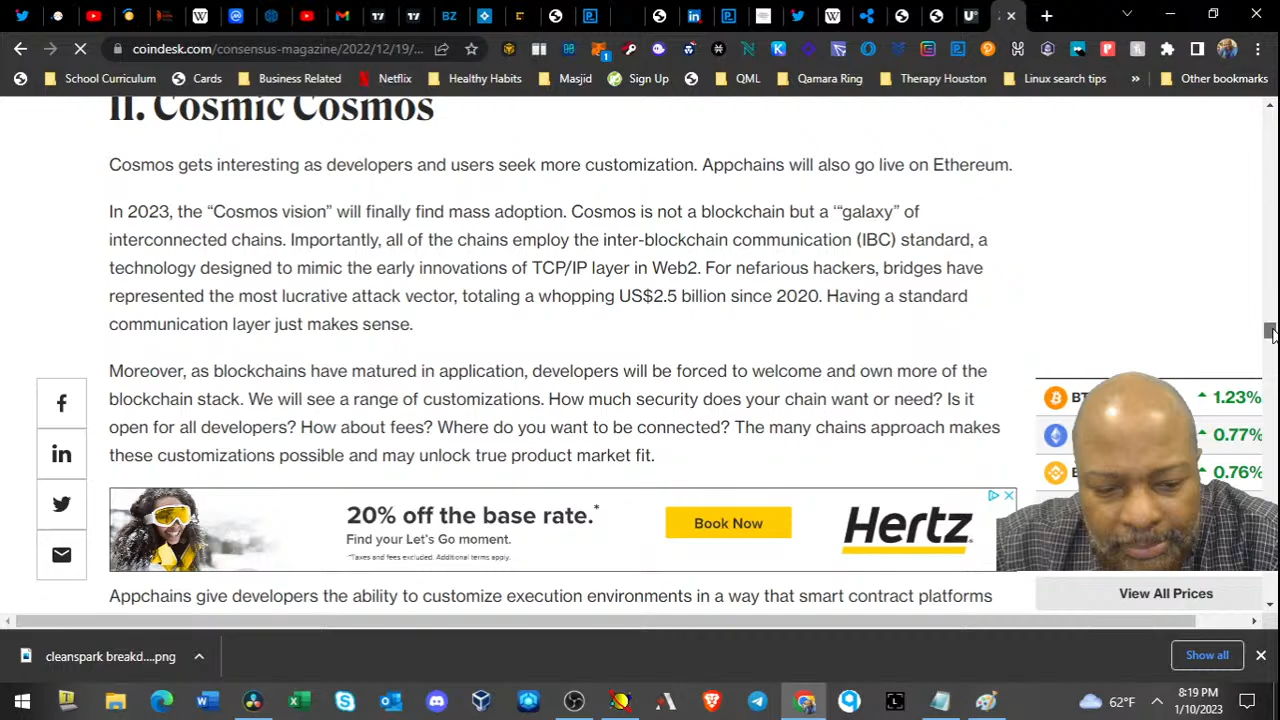 coindesk.com/consensus-magazine/2022/12/19/...
School Curriculum
Cards
Business Related
Netflix
Healthy Habits
Masjid
Sign Up
QML
Qamara Ring
Therapy Houston
Linux search tips
»
Other bookmarks
II. Cosmic Cosmos
Cosmos gets interesting as developers and users seek more customization. Appchains will also go live on Ethereum.
In 2023, the “Cosmos vision” will finally find mass adoption. Cosmos is not a blockchain but a ‘“galaxy” of
interconnected chains. Importantly, all of the chains employ the inter-blockchain communication (IBC) standard, a
technology designed to mimic the early innovations of TCP/IP layer in Web2. For nefarious hackers, bridges have
represented the most lucrative attack vector, totaling a whopping US$2.5 billion since 2020. Having a standard
communication layer just makes sense.
Moreover, as blockchains have matured in application, developers will be forced to welcome and own more of the
blockchain stack. We will see a range of customizations. How much security does your chain want or need? Is it
open for all developers? How about fees? Where do you want to be connected? The many chains approach makes
these customizations possible and may unlock true product market fit.
1.23%
0.77%
0.76%
20% off the base rate.*
Find your Let's Go moment.
*Taxes and fees excluded. Additional terms apply.
Book Now
Hertz
Appchains give developers the ability to customize execution environments in a way that smart contract platforms
View All Prices
cleanspark breakd....png
Show all
62°F
8:19 PM
1/10/2023